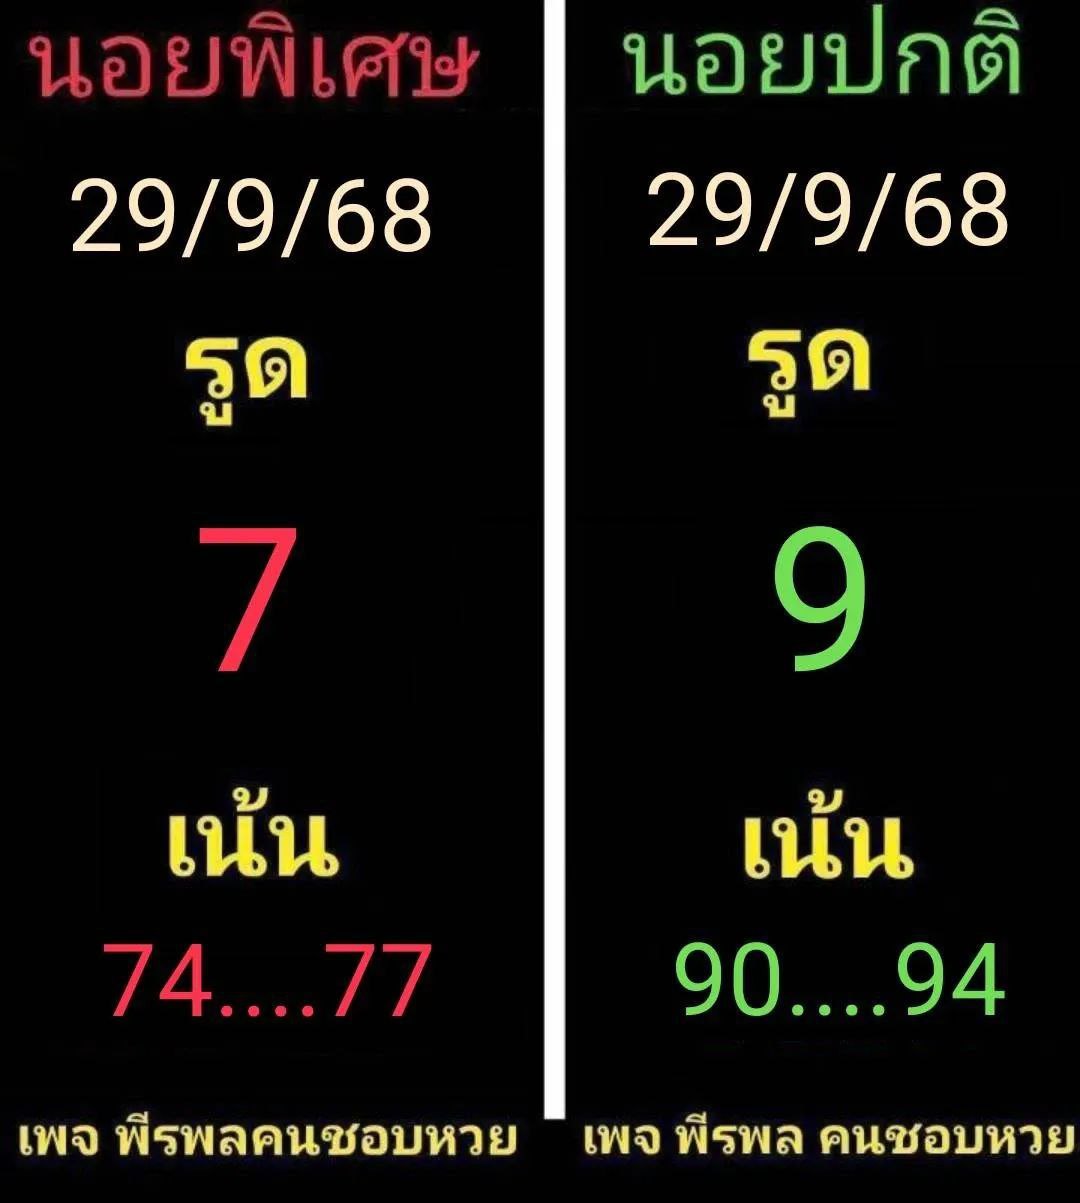 นอยพิเศษ
29/9/68
รูด
7
เน้น
74....77
เพจ พีรพลคนชอบหวย
นอยปกติ
29/9/68
รูด
9
เน้น
90....94
เพจ พีรพล คนชอบหวย